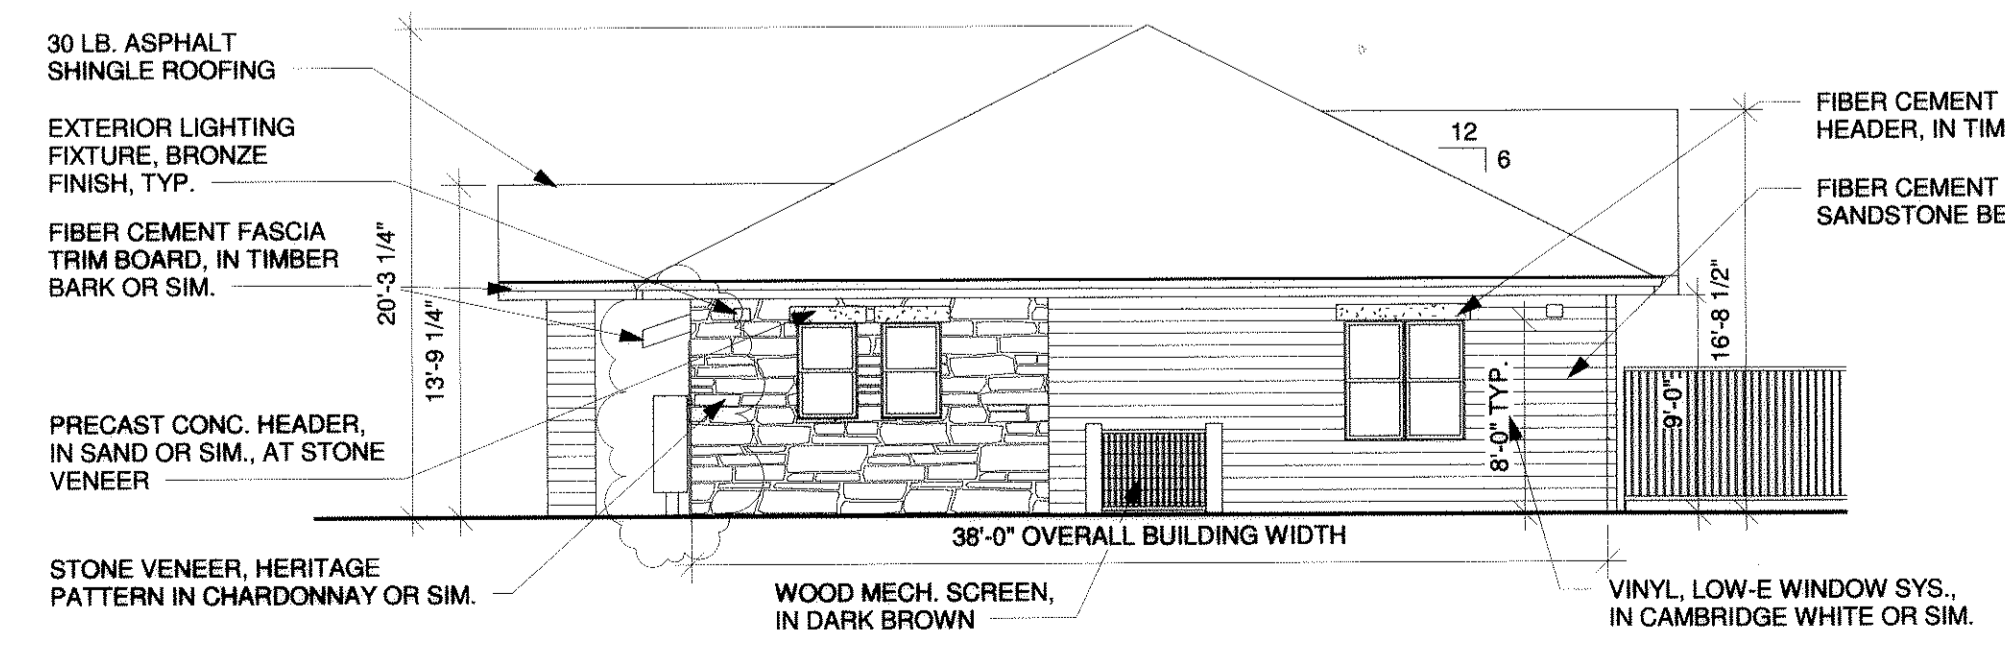 30 LB. ASPHALT
SHINGLE ROOFING
EXTERIOR LIGHTING
FIXTURE, BRONZE
FINISH, TYP.
FIBER CEMENT FASCIA
TRIM BOARD, IN TIMBER
BARK OR SIM.
PRECAST CONC. HEADER,
IN SAND OR SIM., AT STONE
VENEER
STONE VENEER, HERITAGE
PATTERN IN CHARDONNAY OR SIM.
20'-3 1/4"
13'-9 1/4"
12
6
38'-0" OVERALL BUILDING WIDTH
WOOD MECH. SCREEN,
IN DARK BROWN
8'-0" TYP.
9'-0"
16'-8 1/2"
FIBER CEMENT
HEADER, IN TIM
FIBER CEMENT
SANDSTONE BE
VINYL, LOW-E WINDOW SYS.,
IN CAMBRIDGE WHITE OR SIM.